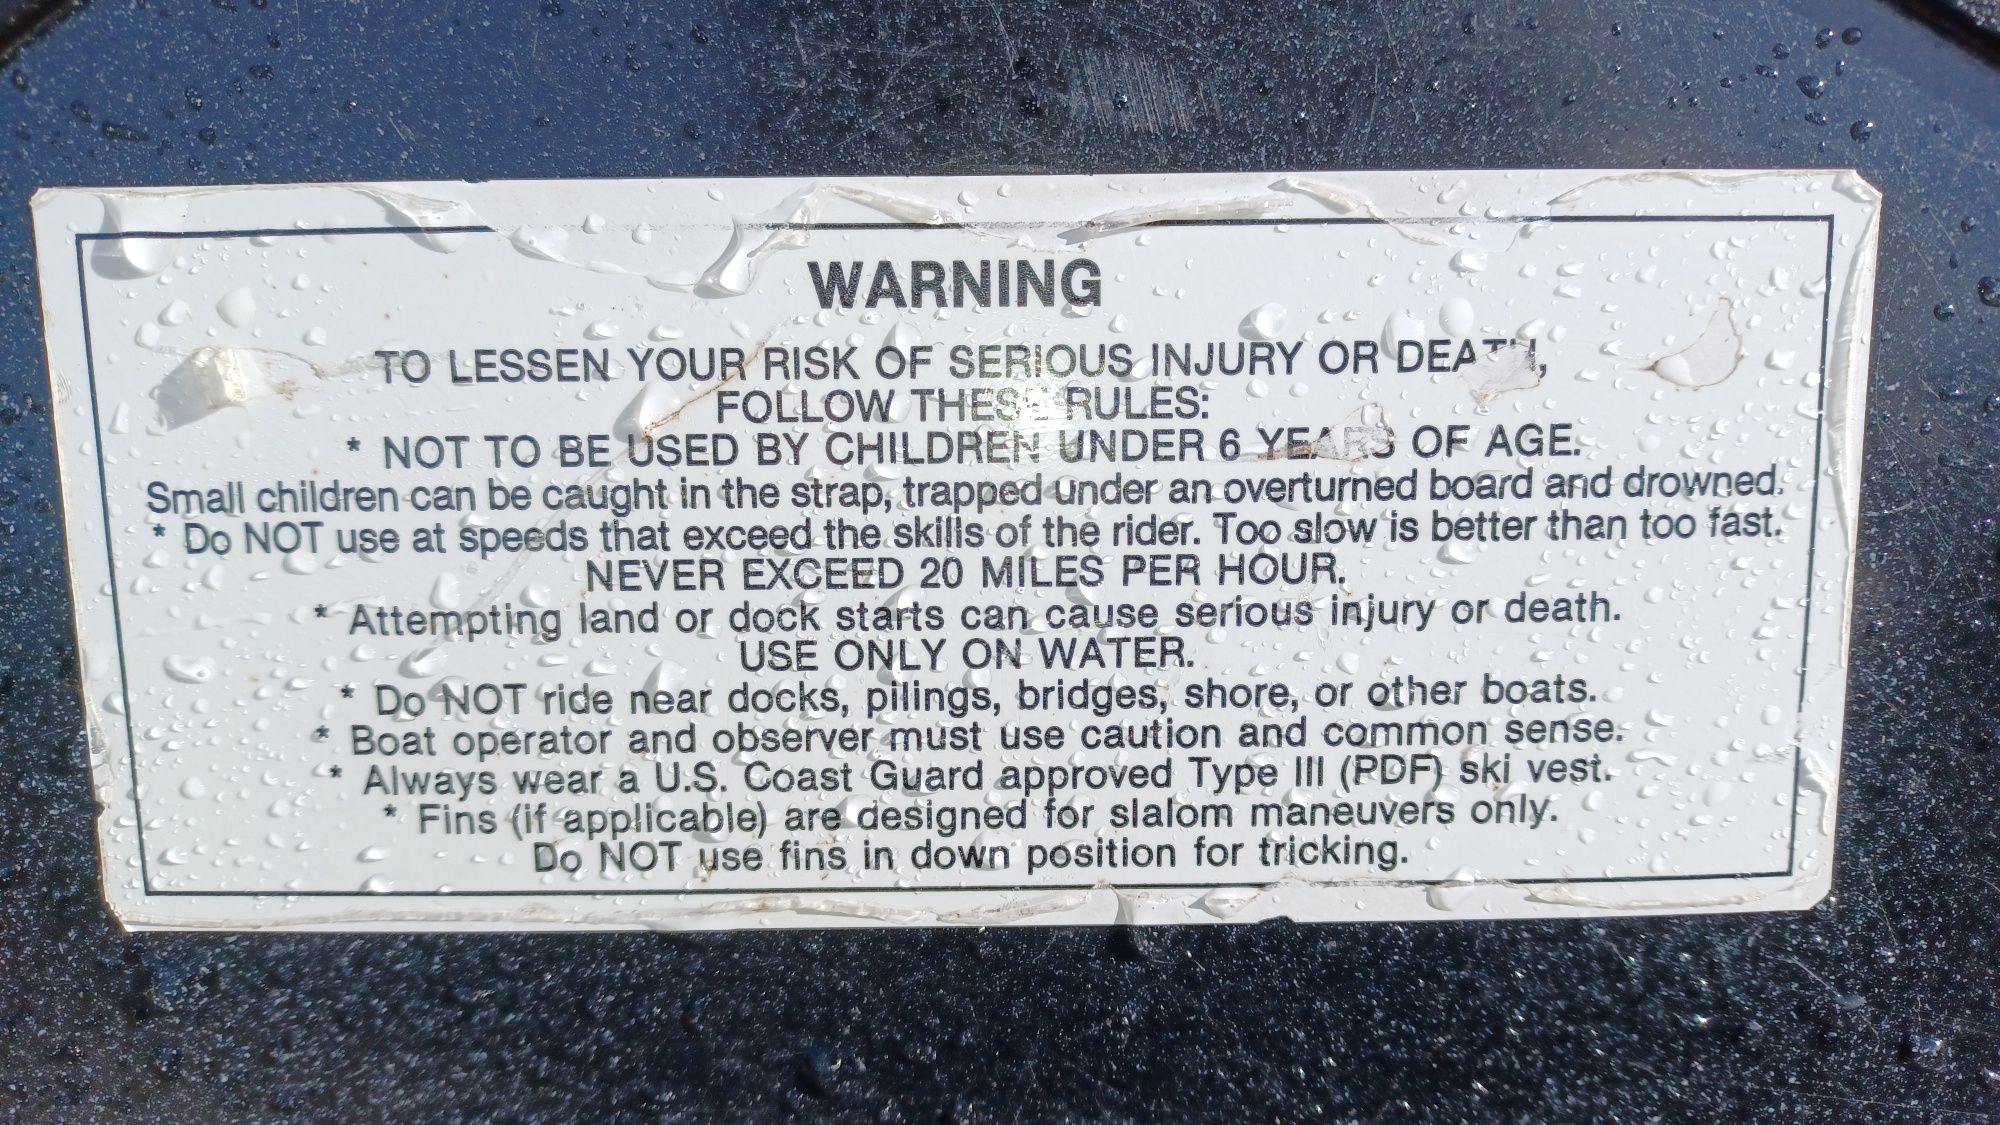 WARNING
TO LESSEN YOUR RISK OF SERIOUS INJURY OR DEATH,
FOLLOW THESE RULES:
* NOT TO BE USED BY CHILDREN UNDER 6 YEARS OF AGE.
Small children can be caught in the strap, trapped under an overturned board and drowned.
* Do NOT use at speeds that exceed the skills of the rider. Too slow is better than too fast.
NEVER EXCEED 20 MILES PER HOUR.
* Attempting land or dock starts can cause serious injury or death.
USE ONLY ON WATER.
* Do NOT ride near docks, pilings, bridges, shore, or other boats.
* Boat operator and observer must use caution and common sense.
* Always wear a U.S. Coast Guard approved Type III (PDF) ski vest.
* Fins (if applicable) are designed for slalom maneuvers only.
Do NOT use fins in down position for tricking.